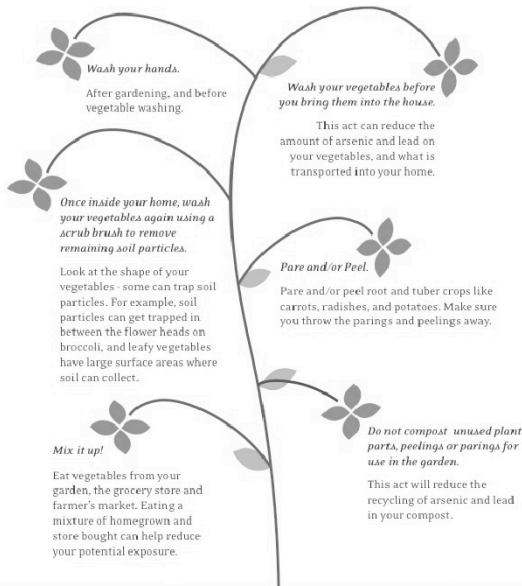 Wash your hands.
After gardening, and before
vegetable washing.
Wash your vegetables before
you bring them into the house.
This act can reduce the
amount of arsenic and lead on
your vegetables, and what is
transported into your home.
Once inside your home, wash
your vegetables again using a
scrub brush to remove
remaining soil particles.
Look at the shape of your
vegetables - some can trap soil
particles. For example, soil
particles can get trapped in
between the flower heads on
broccoli, and leafy vegetables
have large surface areas where
soil can collect.
Pare and/or Peel.
Pare and/or peel root and tuber crops like
carrots, radishes, and potatoes. Make sure
you throw the parings and peelings away.
Mix it up!
Eat vegetables from your
garden, the grocery store and
farmer's market. Eating a
mixture of homegrown and
store bought can help reduce
your potential exposure.
Do not compost unused plant
parts, peelings or parings for
use in the garden.
This act will reduce the
recycling of arsenic and lead
in your compost.